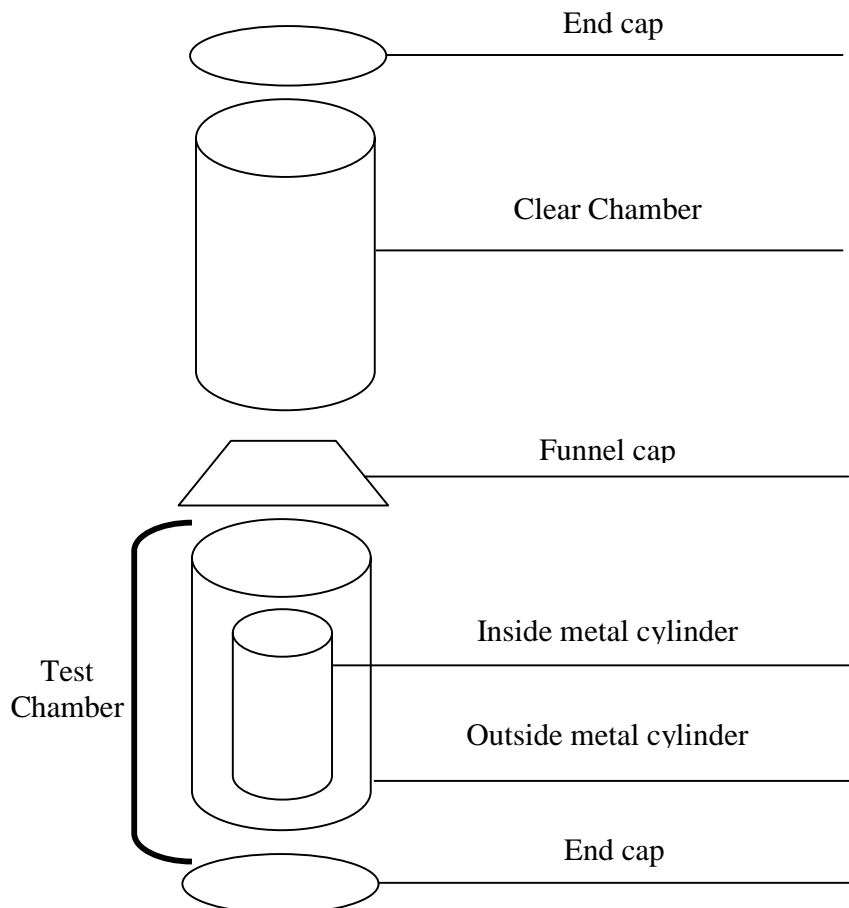 End cap
Clear Chamber
Funnel cap
Inside metal cylinder
Test
Chamber
Outside metal cylinder
End cap